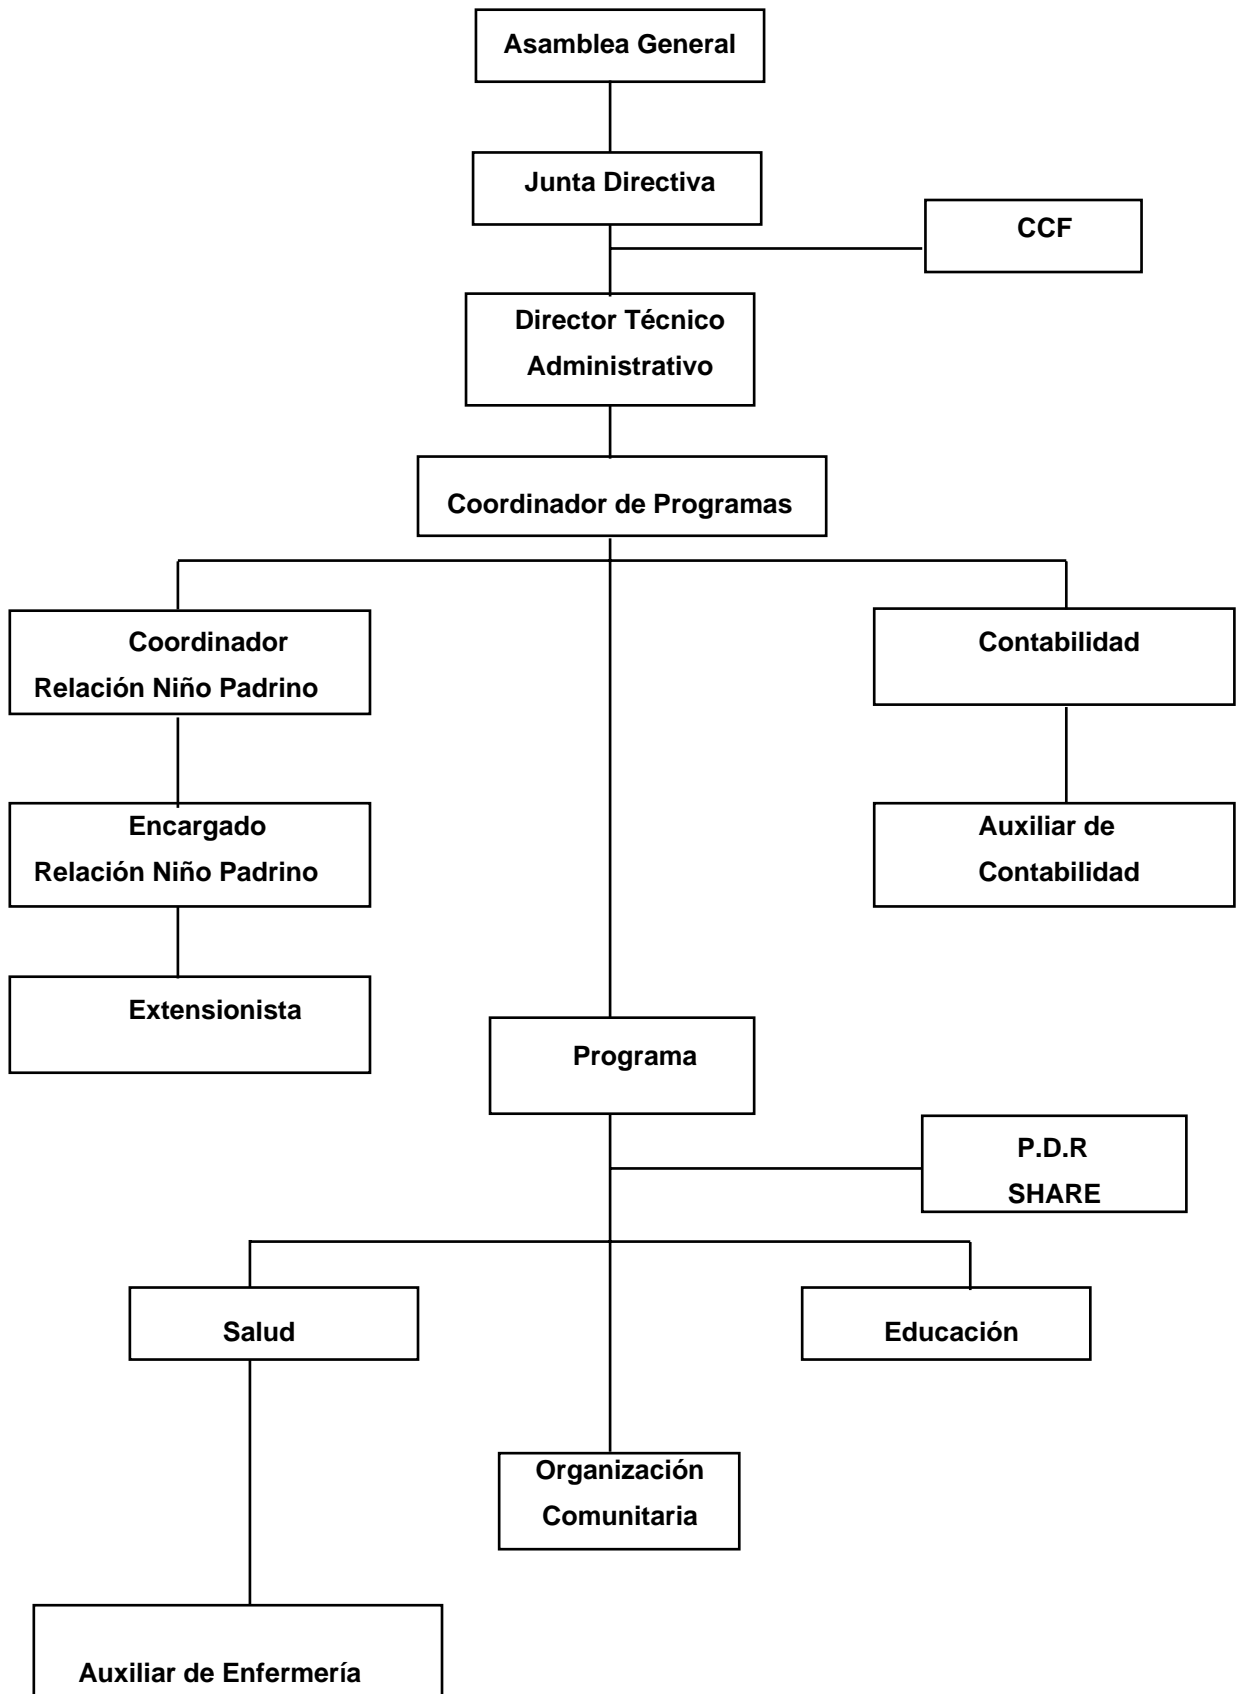 Asamblea General
Junta Directiva
CCF
Director Técnico
Administrativo
Coordinador de Programas
Coordinador
Relación Niño Padrino
Contabilidad
Encargado
Relación Niño Padrino
Auxiliar de
Contabilidad
Extensionista
Programa
P.D.R
SHARE
Salud
Educación
Organización
Comunitaria
Auxiliar de Enfermería